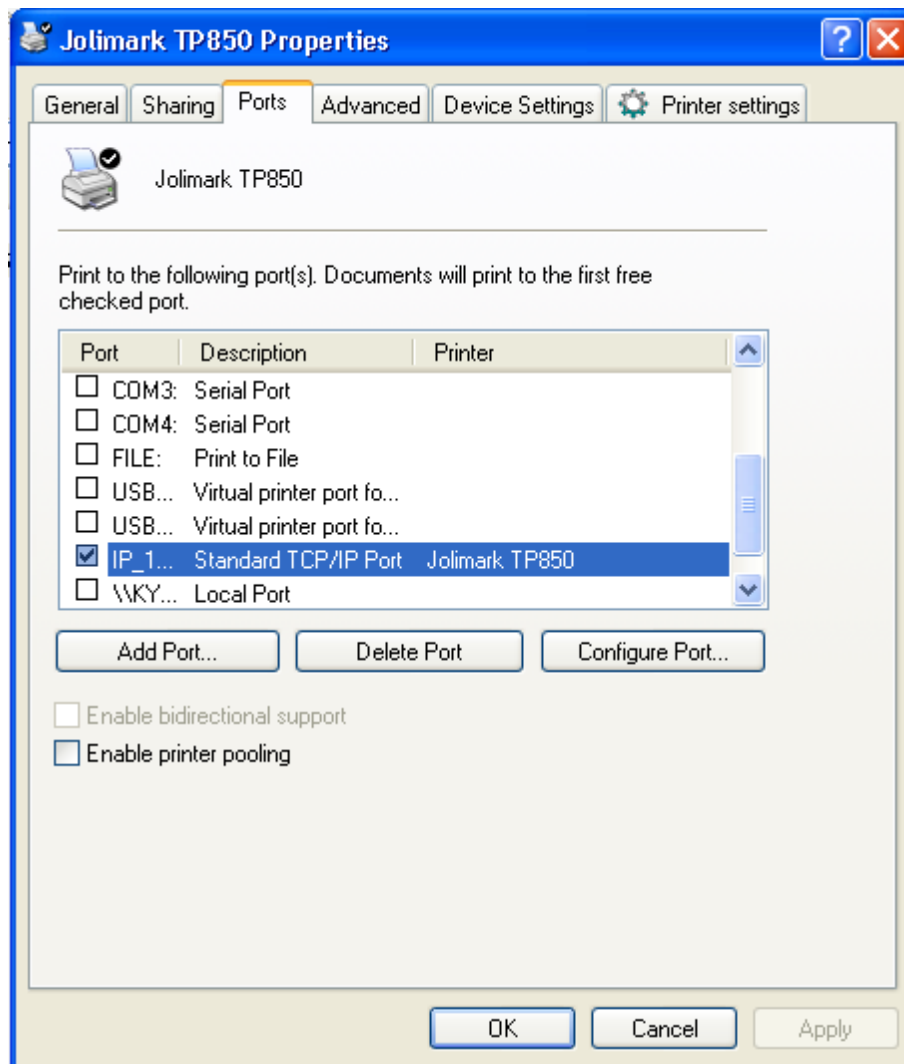 Jolimark TP850 Properties
General Sharing Ports Advanced Device Settings Printer settings
Jolimark TP850
Print to the following port(s). Documents will print to the first free
checked port.
Port Description Printer
COM3: Serial Port
COM4: Serial Port
FILE: Print to File
USB... Virtual printer port fo...
USB... Virtual printer port fo...
IP_1... Standard TCP/IP Port Jolimark TP850
\\KY... Local Port
Add Port... Delete Port Configure Port...
Enable bidirectional support
Enable printer pooling
OK Cancel Apply